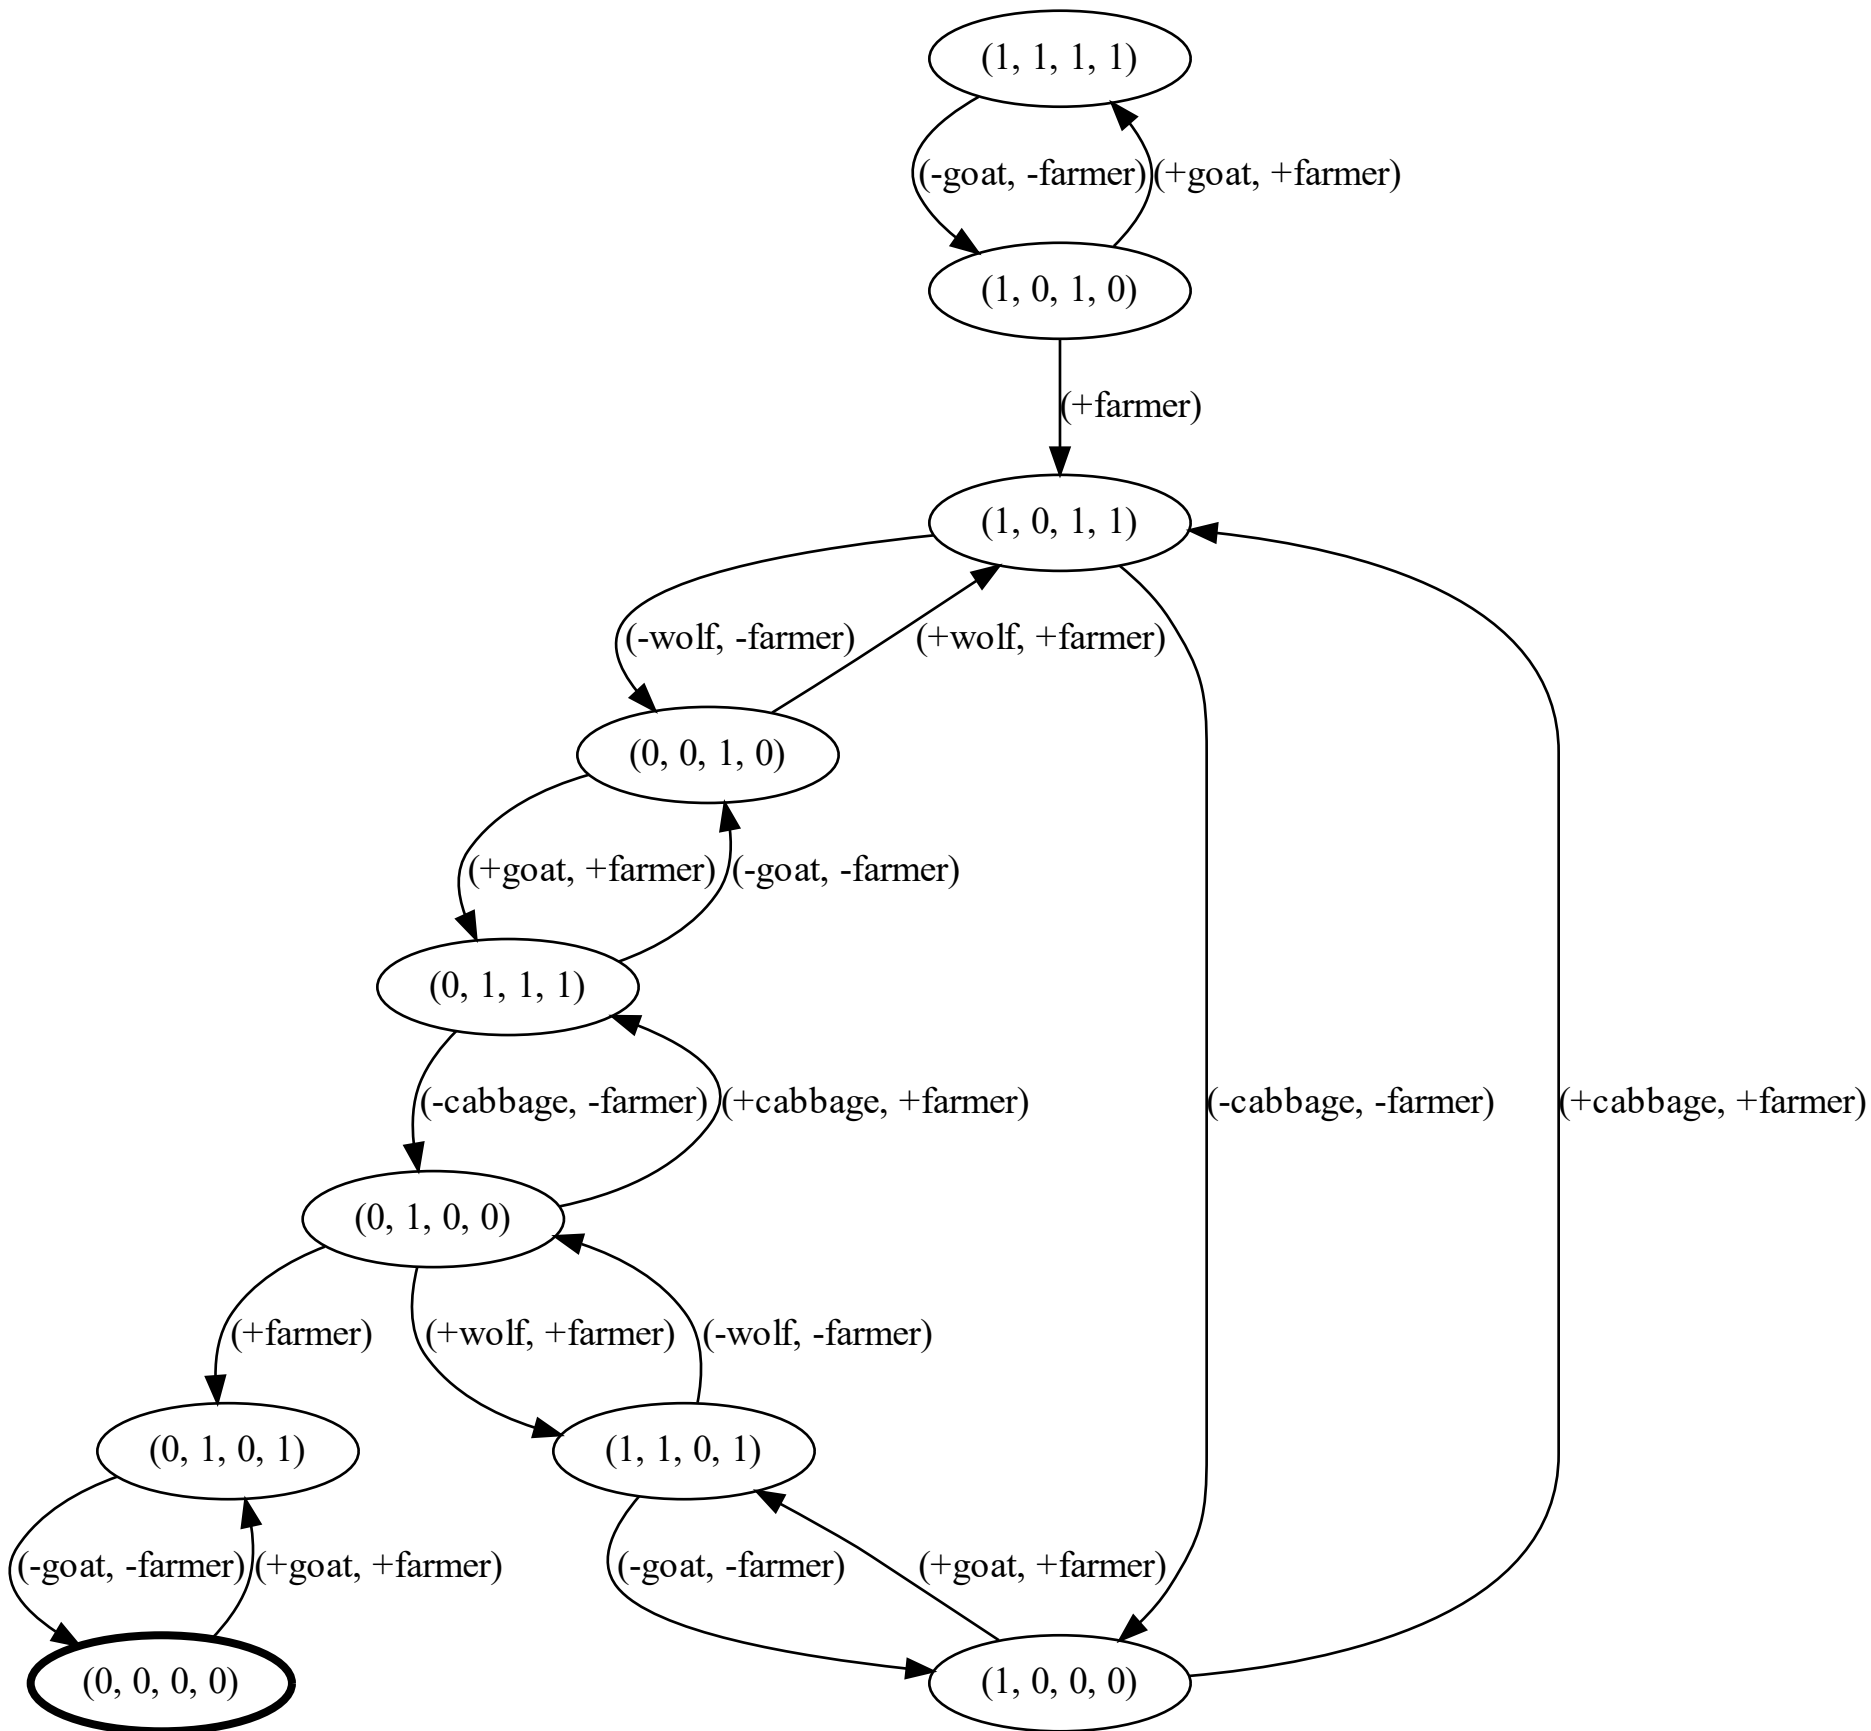 (1, 1, 1, 1)
(-goat, -farmer)
(+goat, +farmer)
(1, 0, 1, 0)
(+farmer)
(1, 0, 1, 1)
(-wolf, -farmer)
(+wolf, +farmer)
(0, 0, 1, 0)
(+goat, +farmer)
(-goat, -farmer)
(0, 1, 1, 1)
(-cabbage, -farmer)
(+cabbage, +farmer)
(-cabbage, -farmer)
(+cabbage, +farmer)
(0, 1, 0, 0)
(+farmer)
(+wolf, +farmer)
(-wolf, -farmer)
(0, 1, 0, 1)
(1, 1, 0, 1)
(-goat, -farmer)
(+goat, +farmer)
(-goat, -farmer)
(+goat, +farmer)
(0, 0, 0, 0)
(1, 0, 0, 0)